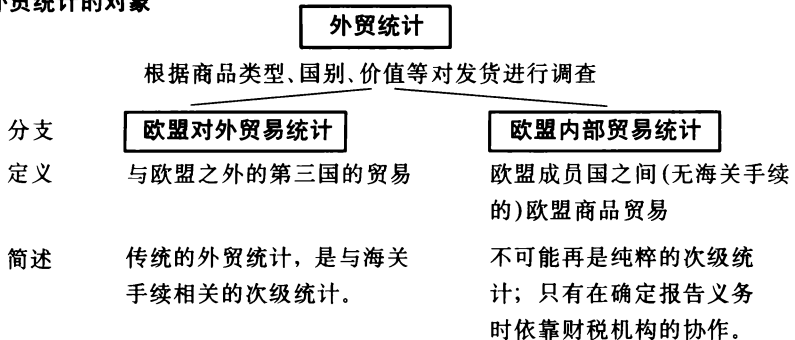 外贸统计的对象
外贸统计
根据商品类型、国别、价值等对发货进行调查
分支 欧盟对外贸易统计 欧盟内部贸易统计
定义 与欧盟之外的第三国的贸易 欧盟成员国之间(无海关手续
的)欧盟商品贸易
简述 传统的外贸统计，是与海关 不可能再是纯粹的次级统
手续相关的次级统计。 计；只有在确定报告义务
时依靠财税机构的协作。